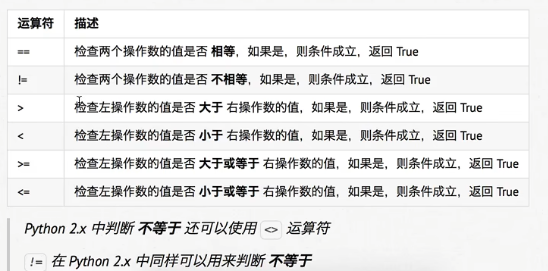 运算符 描述
== 检查两个操作数的值是否 相等，如果是，则条件成立，返回 True
!= 检查两个操作数的值是否 不相等，如果是，则条件成立，返回 True
> 检查左操作数的值是否 大于 右操作数的值，如果是，则条件成立，返回 True
< 检查左操作数的值是否 小于 右操作数的值，如果是，则条件成立，返回 True
>= 检查左操作数的值是否 大于或等于 右操作数的值，如果是，则条件成立，返回 True
<= 检查左操作数的值是否 小于或等于 右操作数的值，如果是，则条件成立，返回 True
Python 2.x 中判断 不等于 还可以使用 <> 运算符
!= 在 Python 2.x 中同样可以用来判断 不等于